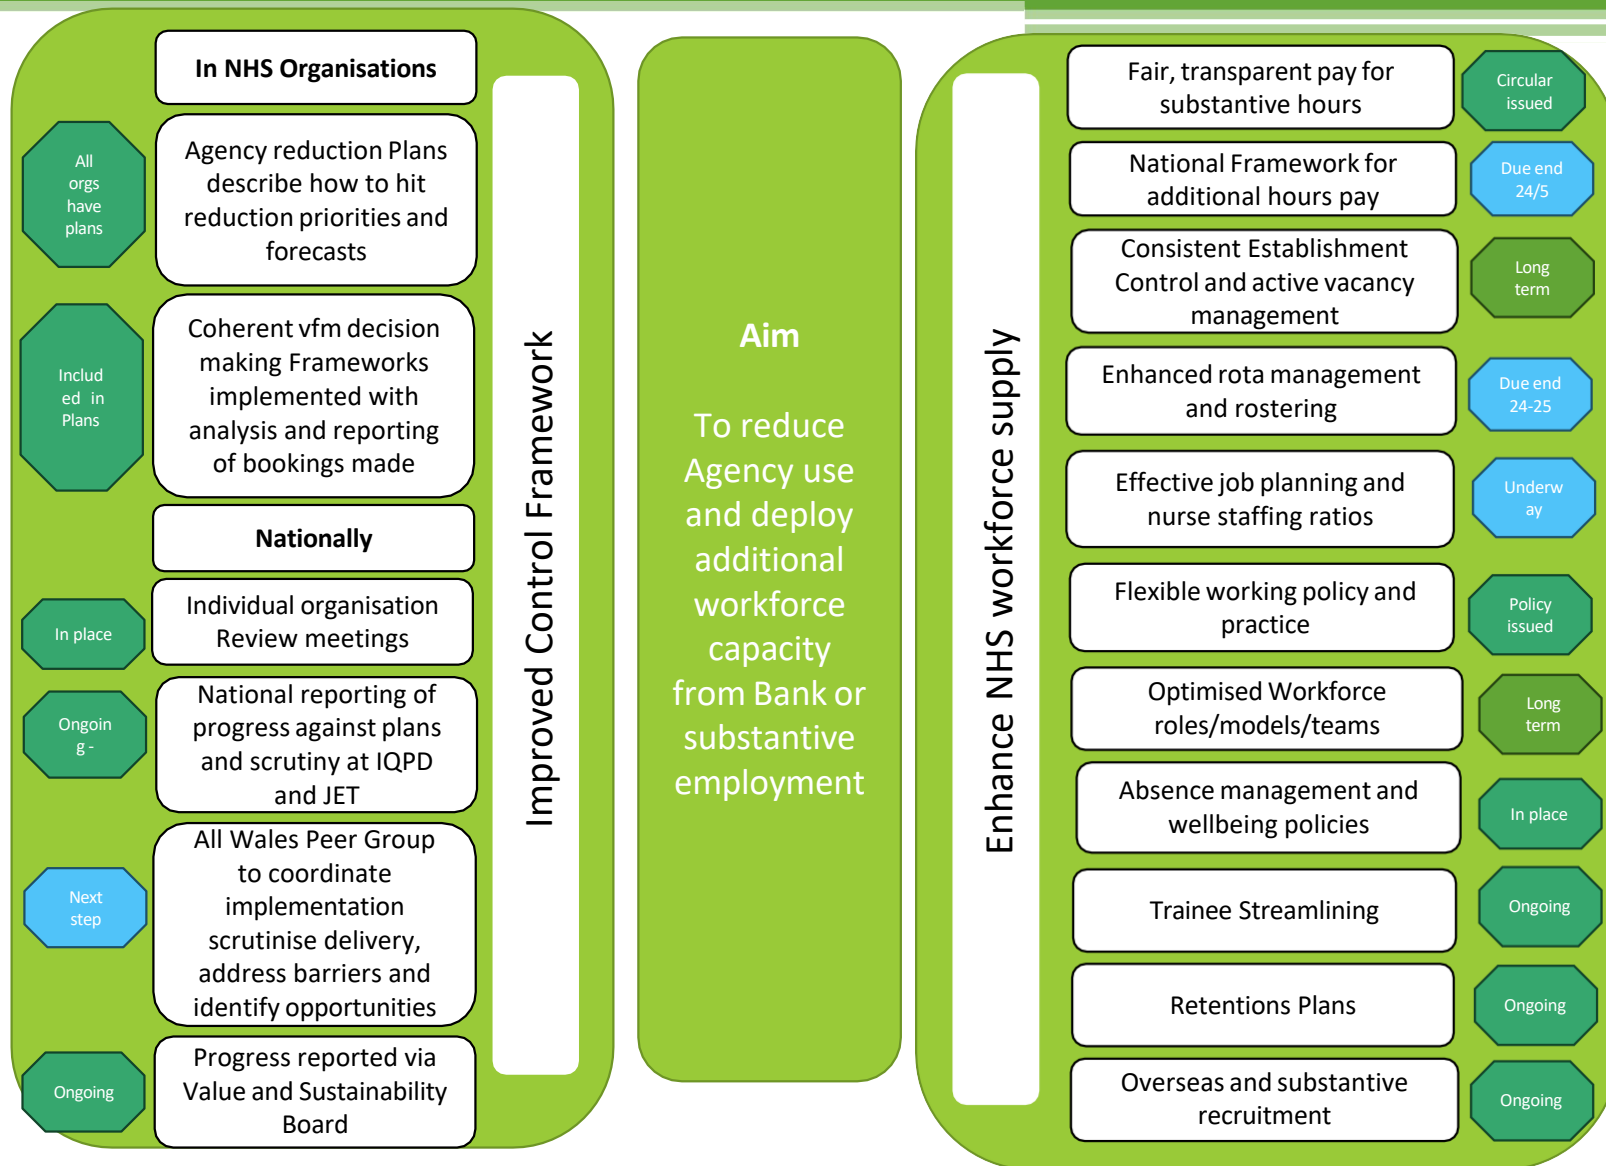 In NHS Organisations
All
orgs
have
plans
Agency reduction Plans
describe how to hit
reduction priorities and
forecasts
Includ
ed in
Plans
Coherent vfm decision
making Frameworks
implemented with
analysis and reporting
of bookings made
Nationally
In place
Individual organisation
Review meetings
Ongoin
g -
National reporting of
progress against plans
and scrutiny at IQPD
and JET
Next
step
All Wales Peer Group
to coordinate
implementation
scrutinise delivery,
address barriers and
identify opportunities
Ongoing
Progress reported via
Value and Sustainability
Board
Improved Control Framework
Aim
To reduce
Agency use
and deploy
additional
workforce
capacity
from Bank or
substantive
employment
Enhance NHS workforce supply
Fair, transparent pay for
substantive hours
Circular
issued
National Framework for
additional hours pay
Due end
24/5
Consistent Establishment
Control and active vacancy
management
Long
term
Enhanced rota management
and rostering
Due end
24-25
Effective job planning and
nurse staffing ratios
Underw
ay
Flexible working policy and
practice
Policy
issued
Optimised Workforce
roles/models/teams
Long
term
Absence management and
wellbeing policies
In place
Trainee Streamlining
Ongoing
Retentions Plans
Ongoing
Overseas and substantive
recruitment
Ongoing